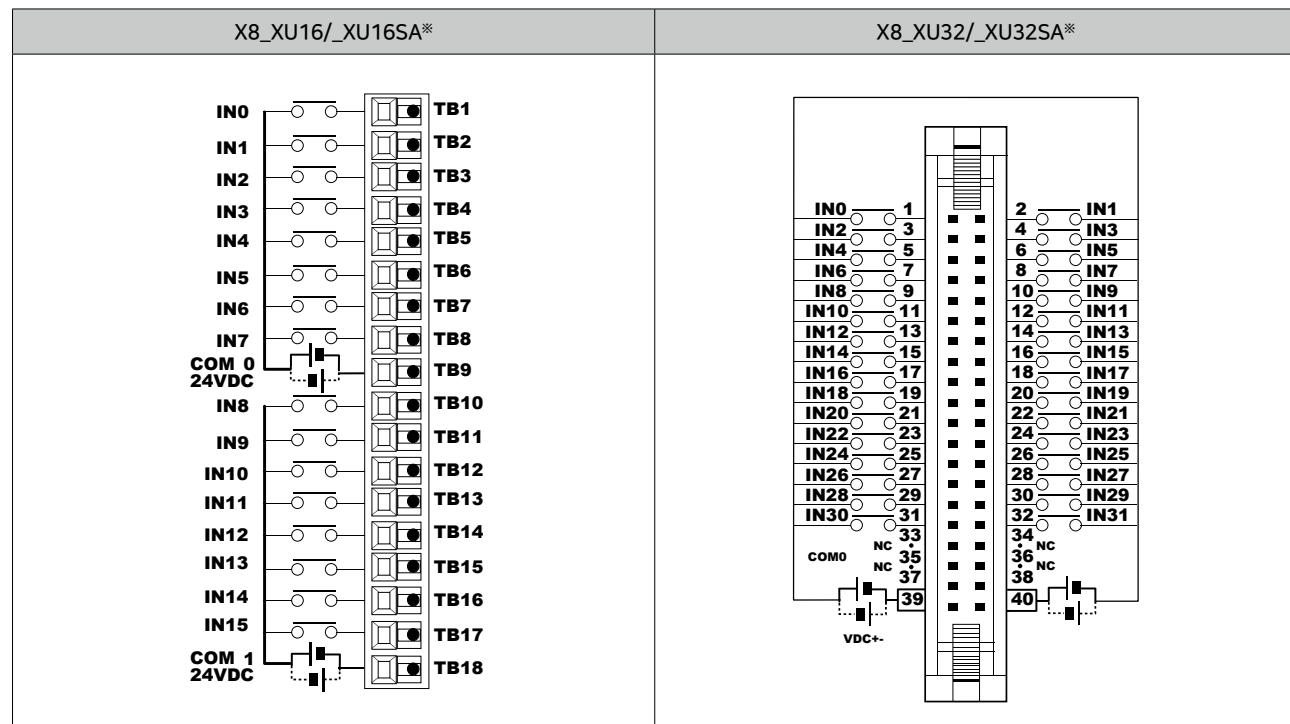 X8_XU16/_XU16SA※
X8_XU32/_XU32SA※
IN0 TB1
IN1 TB2
IN2 TB3
IN3 TB4
IN4 TB5
IN5 TB6
IN6 TB7
IN7 TB8
COM 0
24VDC TB9
IN8 TB10
IN9 TB11
IN10 TB12
IN11 TB13
IN12 TB14
IN13 TB15
IN14 TB16
IN15 TB17
COM 1
24VDC TB18
IN0 1 2 IN1
IN2 3 4 IN3
IN4 5 6 IN5
IN6 7 8 IN7
IN8 9 10 IN9
IN10 11 12 IN11
IN12 13 14 IN13
IN14 15 16 IN15
IN16 17 18 IN17
IN18 19 20 IN19
IN20 21 22 IN21
IN22 23 24 IN23
IN24 25 26 IN25
IN26 27 28 IN27
IN28 29 30 IN29
IN30 31 32 IN31
33 34
NC NC
COM0 35 36
NC NC
37 38
39 40
VDC+-